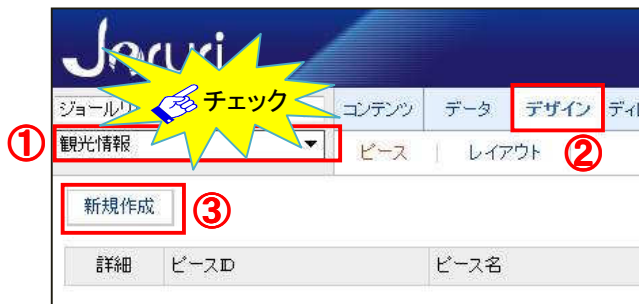 Joruri
ジョールリ
チェック
コンテンツ データ デザイン ディレ
① 観光情報 ▼ ピース | レイアウト ②
新規作成 ③
詳細 ピースID ピース名